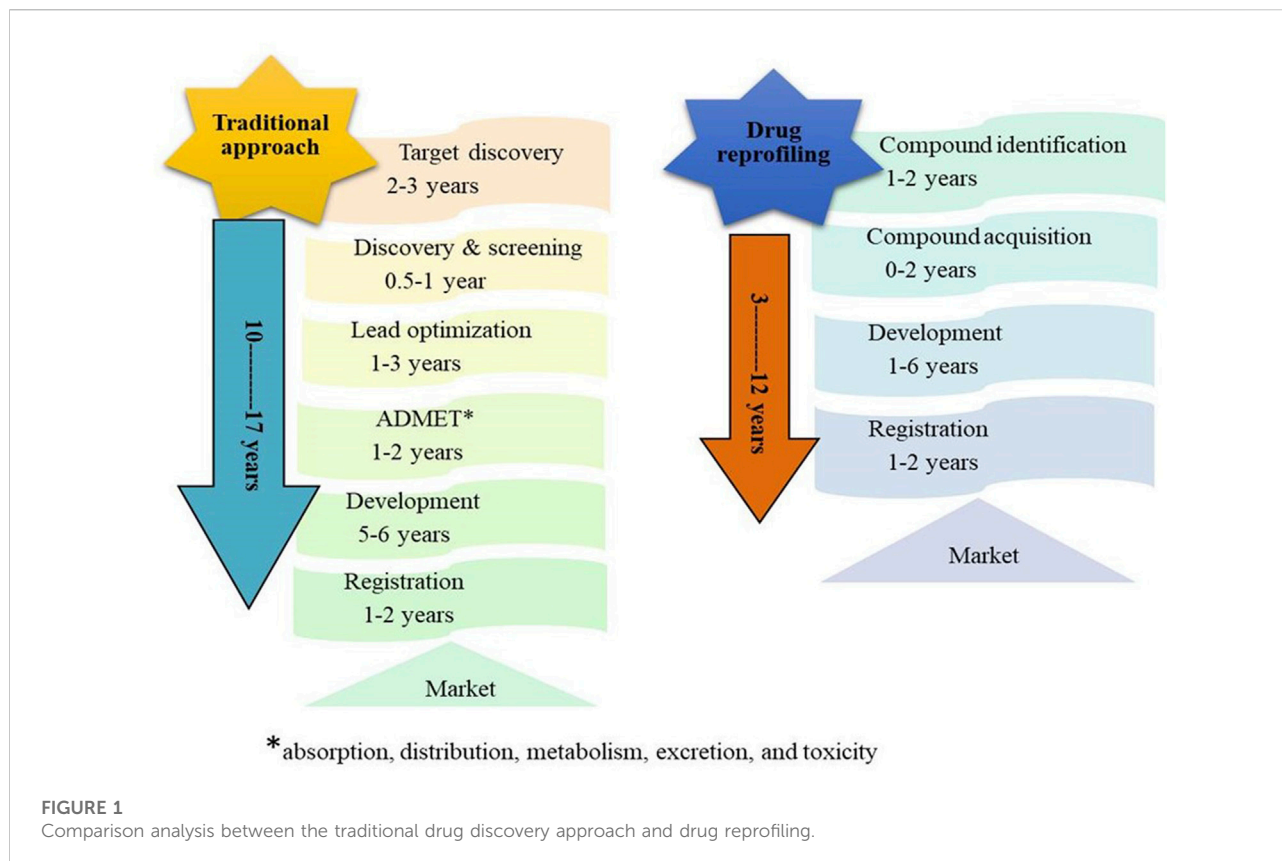 Traditional
approach
Target discovery
2-3 years
Discovery & screening
0.5-1 year
Lead optimization
1-3 years
ADMET*
1-2 years
Development
5-6 years
Registration
1-2 years
Market
10--------17 years
Drug
reprofiling
Compound identification
1-2 years
Compound acquisition
0-2 years
Development
1-6 years
Registration
1-2 years
Market
3---------12 years
*absorption, distribution, metabolism, excretion, and toxicity
FIGURE 1
Comparison analysis between the traditional drug discovery approach and drug reprofiling.